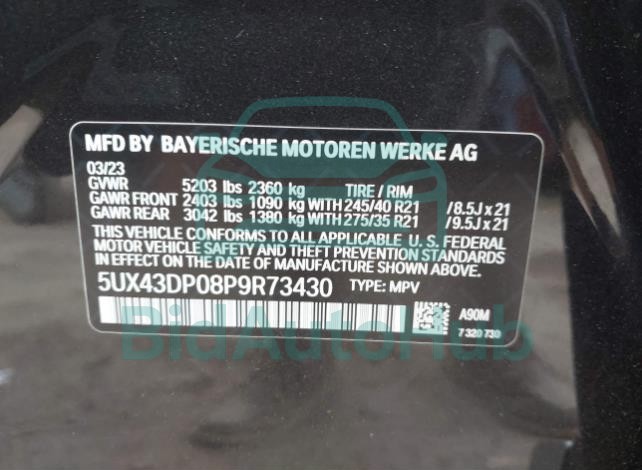 MFD BY BAYERISCHE MOTOREN WERKE AG
03/23
GVWR 5203 lbs 2360 kg TIRE / RIM
GAWR FRONT 2403 lbs 1090 kg WITH 245/40 R21 /8.5J x 21
GAWR REAR 3042 lbs 1380 kg WITH 275/35 R21 /9.5J x 21
THIS VEHICLE CONFORMS TO ALL APPLICABLE U. S. FEDERAL
MOTOR VEHICLE SAFETY AND THEFT PREVENTION STANDARDS
IN EFFECT ON THE DATE OF MANUFACTURE SHOWN ABOVE.
5UX43DP08P9R73430 TYPE: MPV
A90M
7 320 730
BidAutoHub